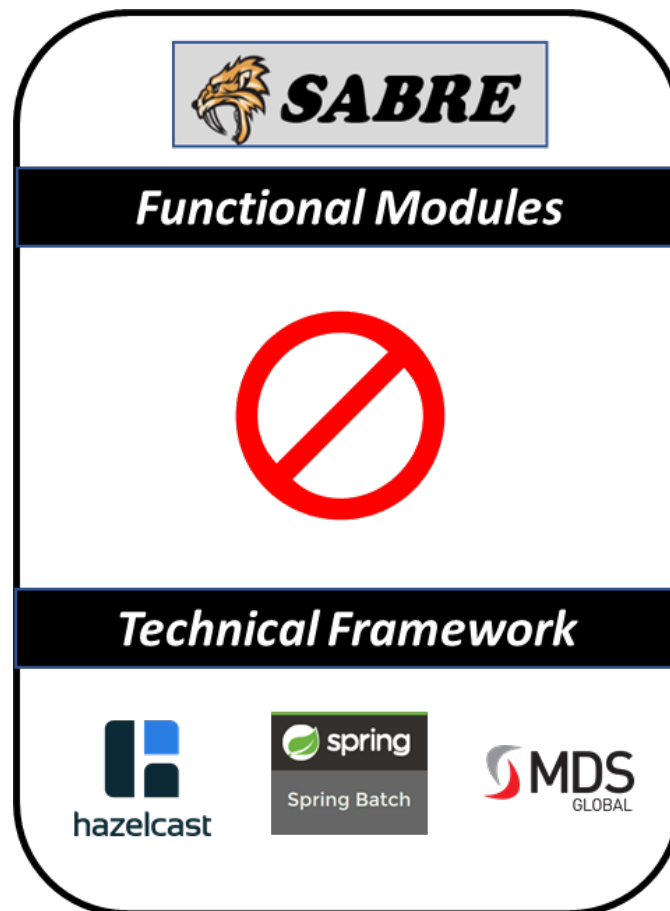 SABRE
Functional Modules
Technical Framework
hazelcast
spring
Spring Batch
MDS
GLOBAL